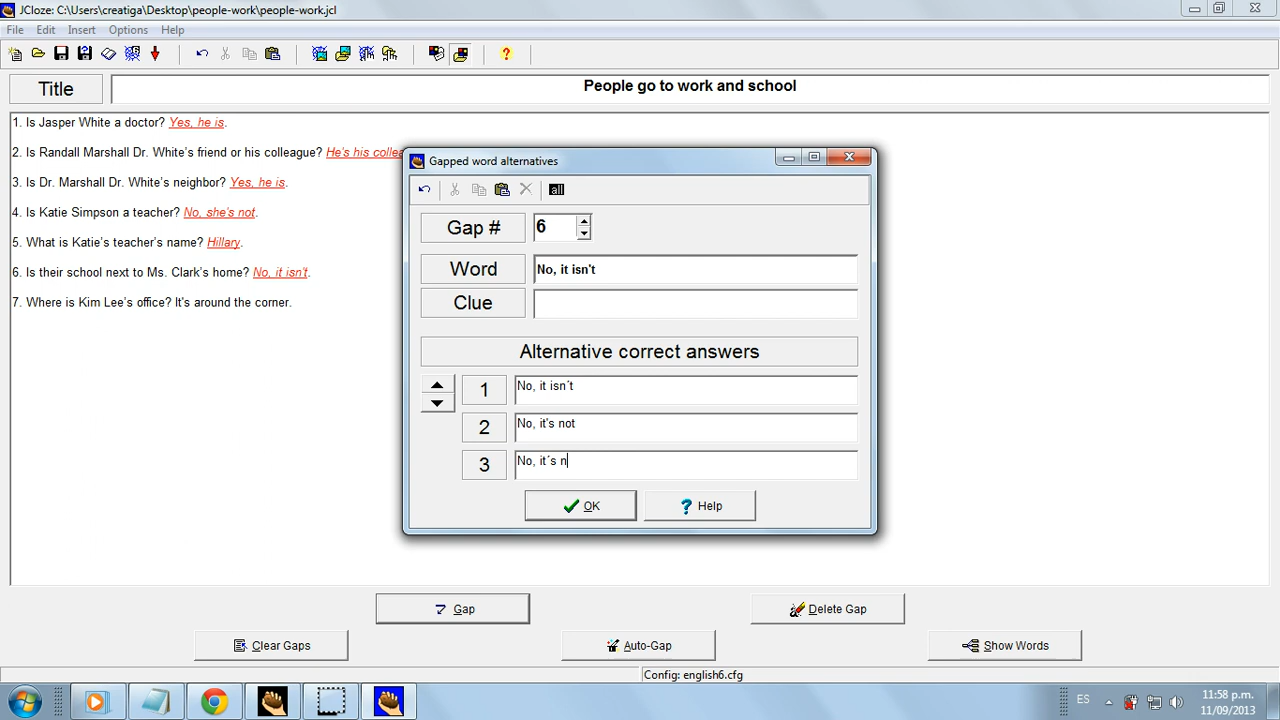 JCloze: C:\Users\creatiga\Desktop\people-work\people-work.jcl
File Edit Insert Options Help
Title
People go to work and school
1. Is Jasper White a doctor? Yes, he is.
2. Is Randall Marshall Dr. White's friend or his colleague? He's his collea
3. Is Dr. Marshall Dr. White's neighbor? Yes, he is.
4. Is Katie Simpson a teacher? No, she's not.
5. What is Katie's teacher's name? Hillary.
6. Is their school next to Ms. Clark's home? No, it isn't.
7. Where is Kim Lee's office? It's around the corner.
Gapped word alternatives
all
Gap # 6
Word No, it isn't
Clue
Alternative correct answers
1 No, it isn´t
2 No, it's not
3 No, it´s n
OK Help
Gap Delete Gap
Clear Gaps Auto-Gap Show Words
Config: english6.cfg
ES
11:58 p.m.
11/09/2013